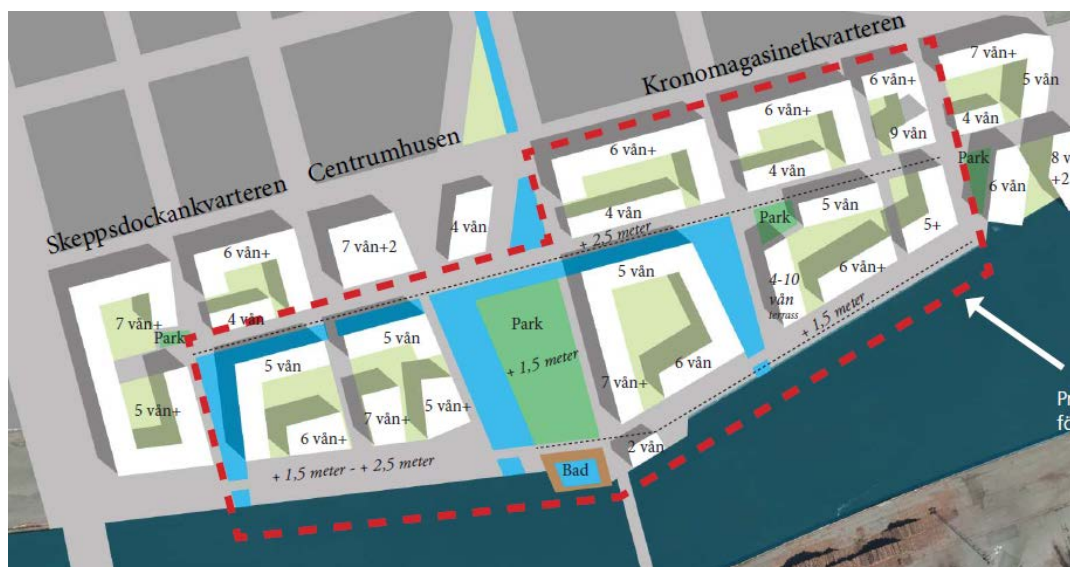 Skeppsdockankvarteren
Centrumhusen
Kronomagasinetkvarteren
7 vån+
5 vån
6 vån+
6 vån+
9 vån
4 vån
6 vån+
4 vån
Park
6 vån
8 v
+2
6 vån+
4 vån
4 vån
7 vån+2
6 vån+
4 vån
7 vån+
Park
5 vån+
+ 2,5 meter
Park
5 vån
5+
6 vån+
4-10
vån
terrass
+ 1,5 meter
5 vån
7 vån+
6 vån
Park
+ 1,5 meter
5 vån
6 vån+
5 vån
7 vån+
5 vån+
2 vån
Bad
+ 1,5 meter - + 2,5 meter
Pr
fö